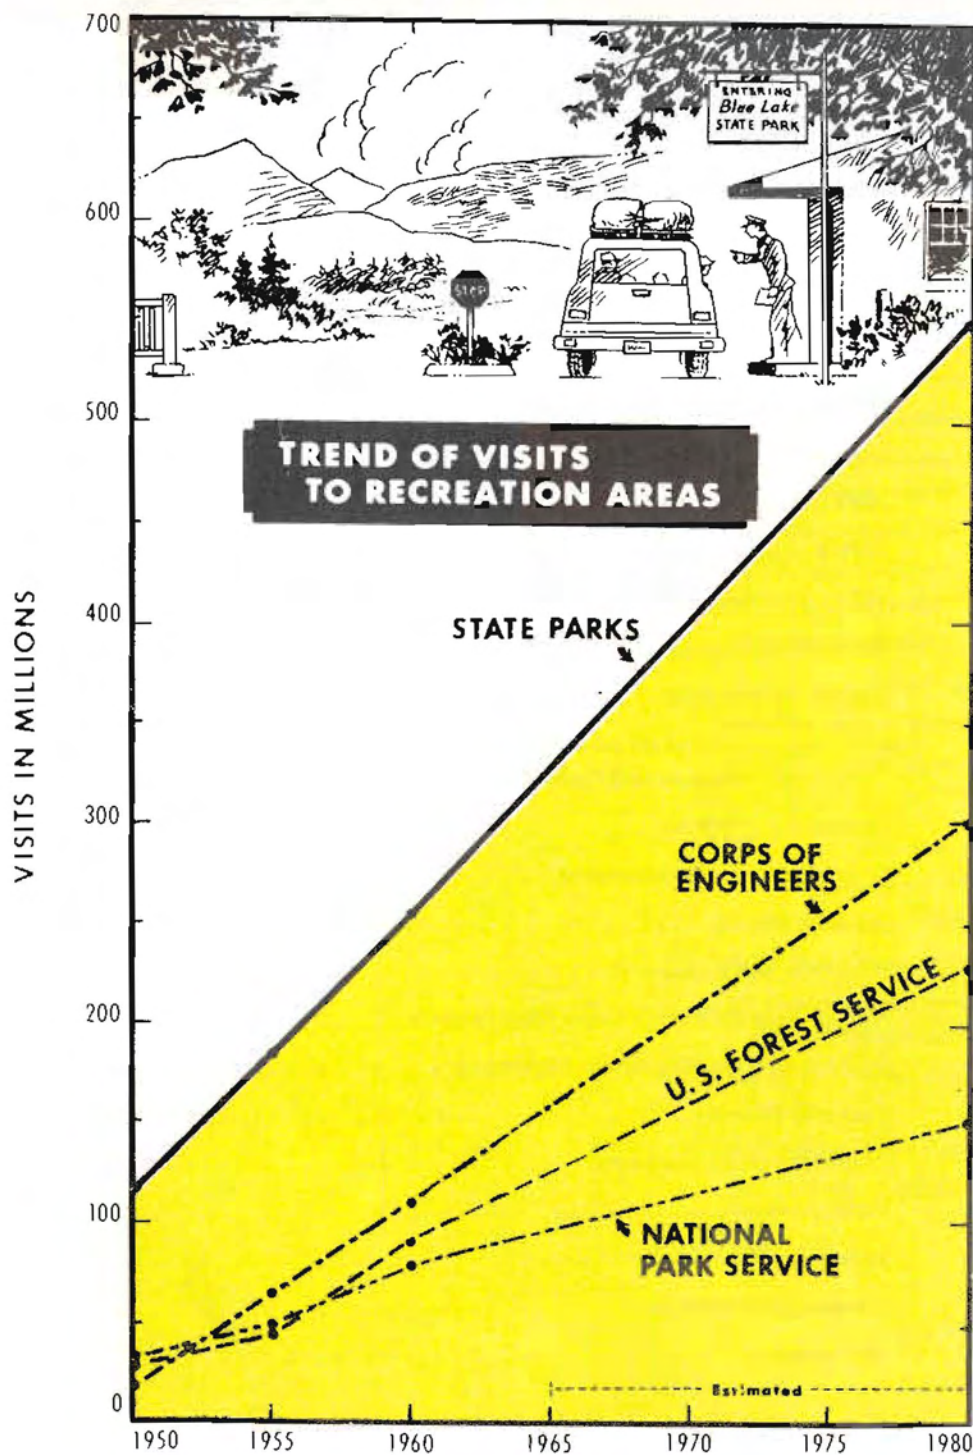 700
600
500
400
300
200
100
0
VISITS IN MILLIONS
ENTERING
Blue Lake
STATE PARK
STOP
TREND OF VISITS
TO RECREATION AREAS
STATE PARKS
CORPS OF
ENGINEERS
U.S. FOREST SERVICE
NATIONAL
PARK SERVICE
Estimated
1950 1955 1960 1965 1970 1975 1980